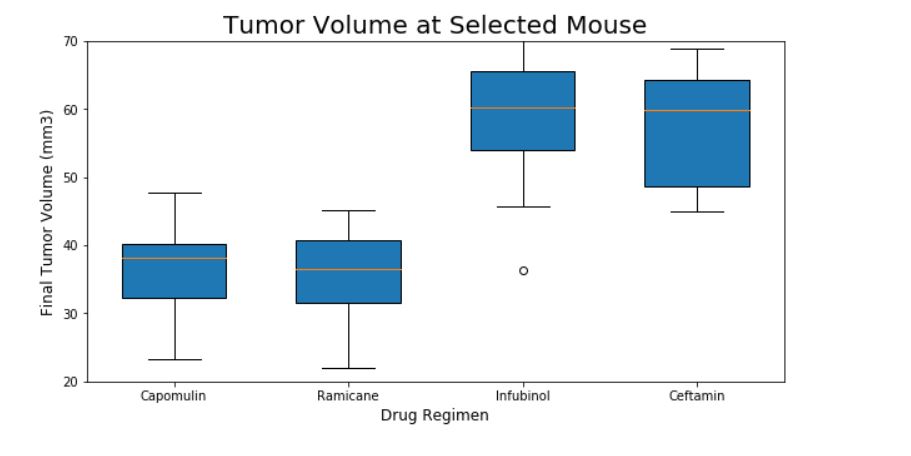 Tumor Volume at Selected Mouse
Final Tumor Volume (mm3)
70
60
50
40
30
20
Capomulin Ramicane Infubinol Ceftamin
Drug Regimen